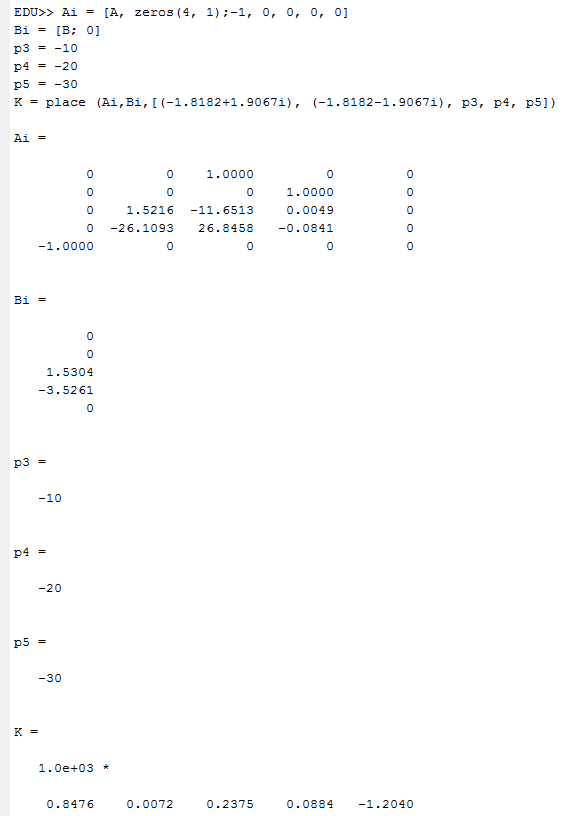 EDU>> Ai = [A, zeros(4, 1);-1, 0, 0, 0, 0]
Bi = [B; 0]
p3 = -10
p4 = -20
p5 = -30
K = place (Ai,Bi,[(-1.8182+1.9067i), (-1.8182-1.9067i), p3, p4, p5])
Ai =
0 0 1.0000 0 0
0 0 0 1.0000 0
0 1.5216 -11.6513 0.0049 0
0 -26.1093 26.8458 -0.0841 0
-1.0000 0 0 0 0
Bi =
0
0
1.5304
-3.5261
0
p3 =
-10
p4 =
-20
p5 =
-30
K =
1.0e+03 *
0.8476 0.0072 0.2375 0.0884 -1.2040